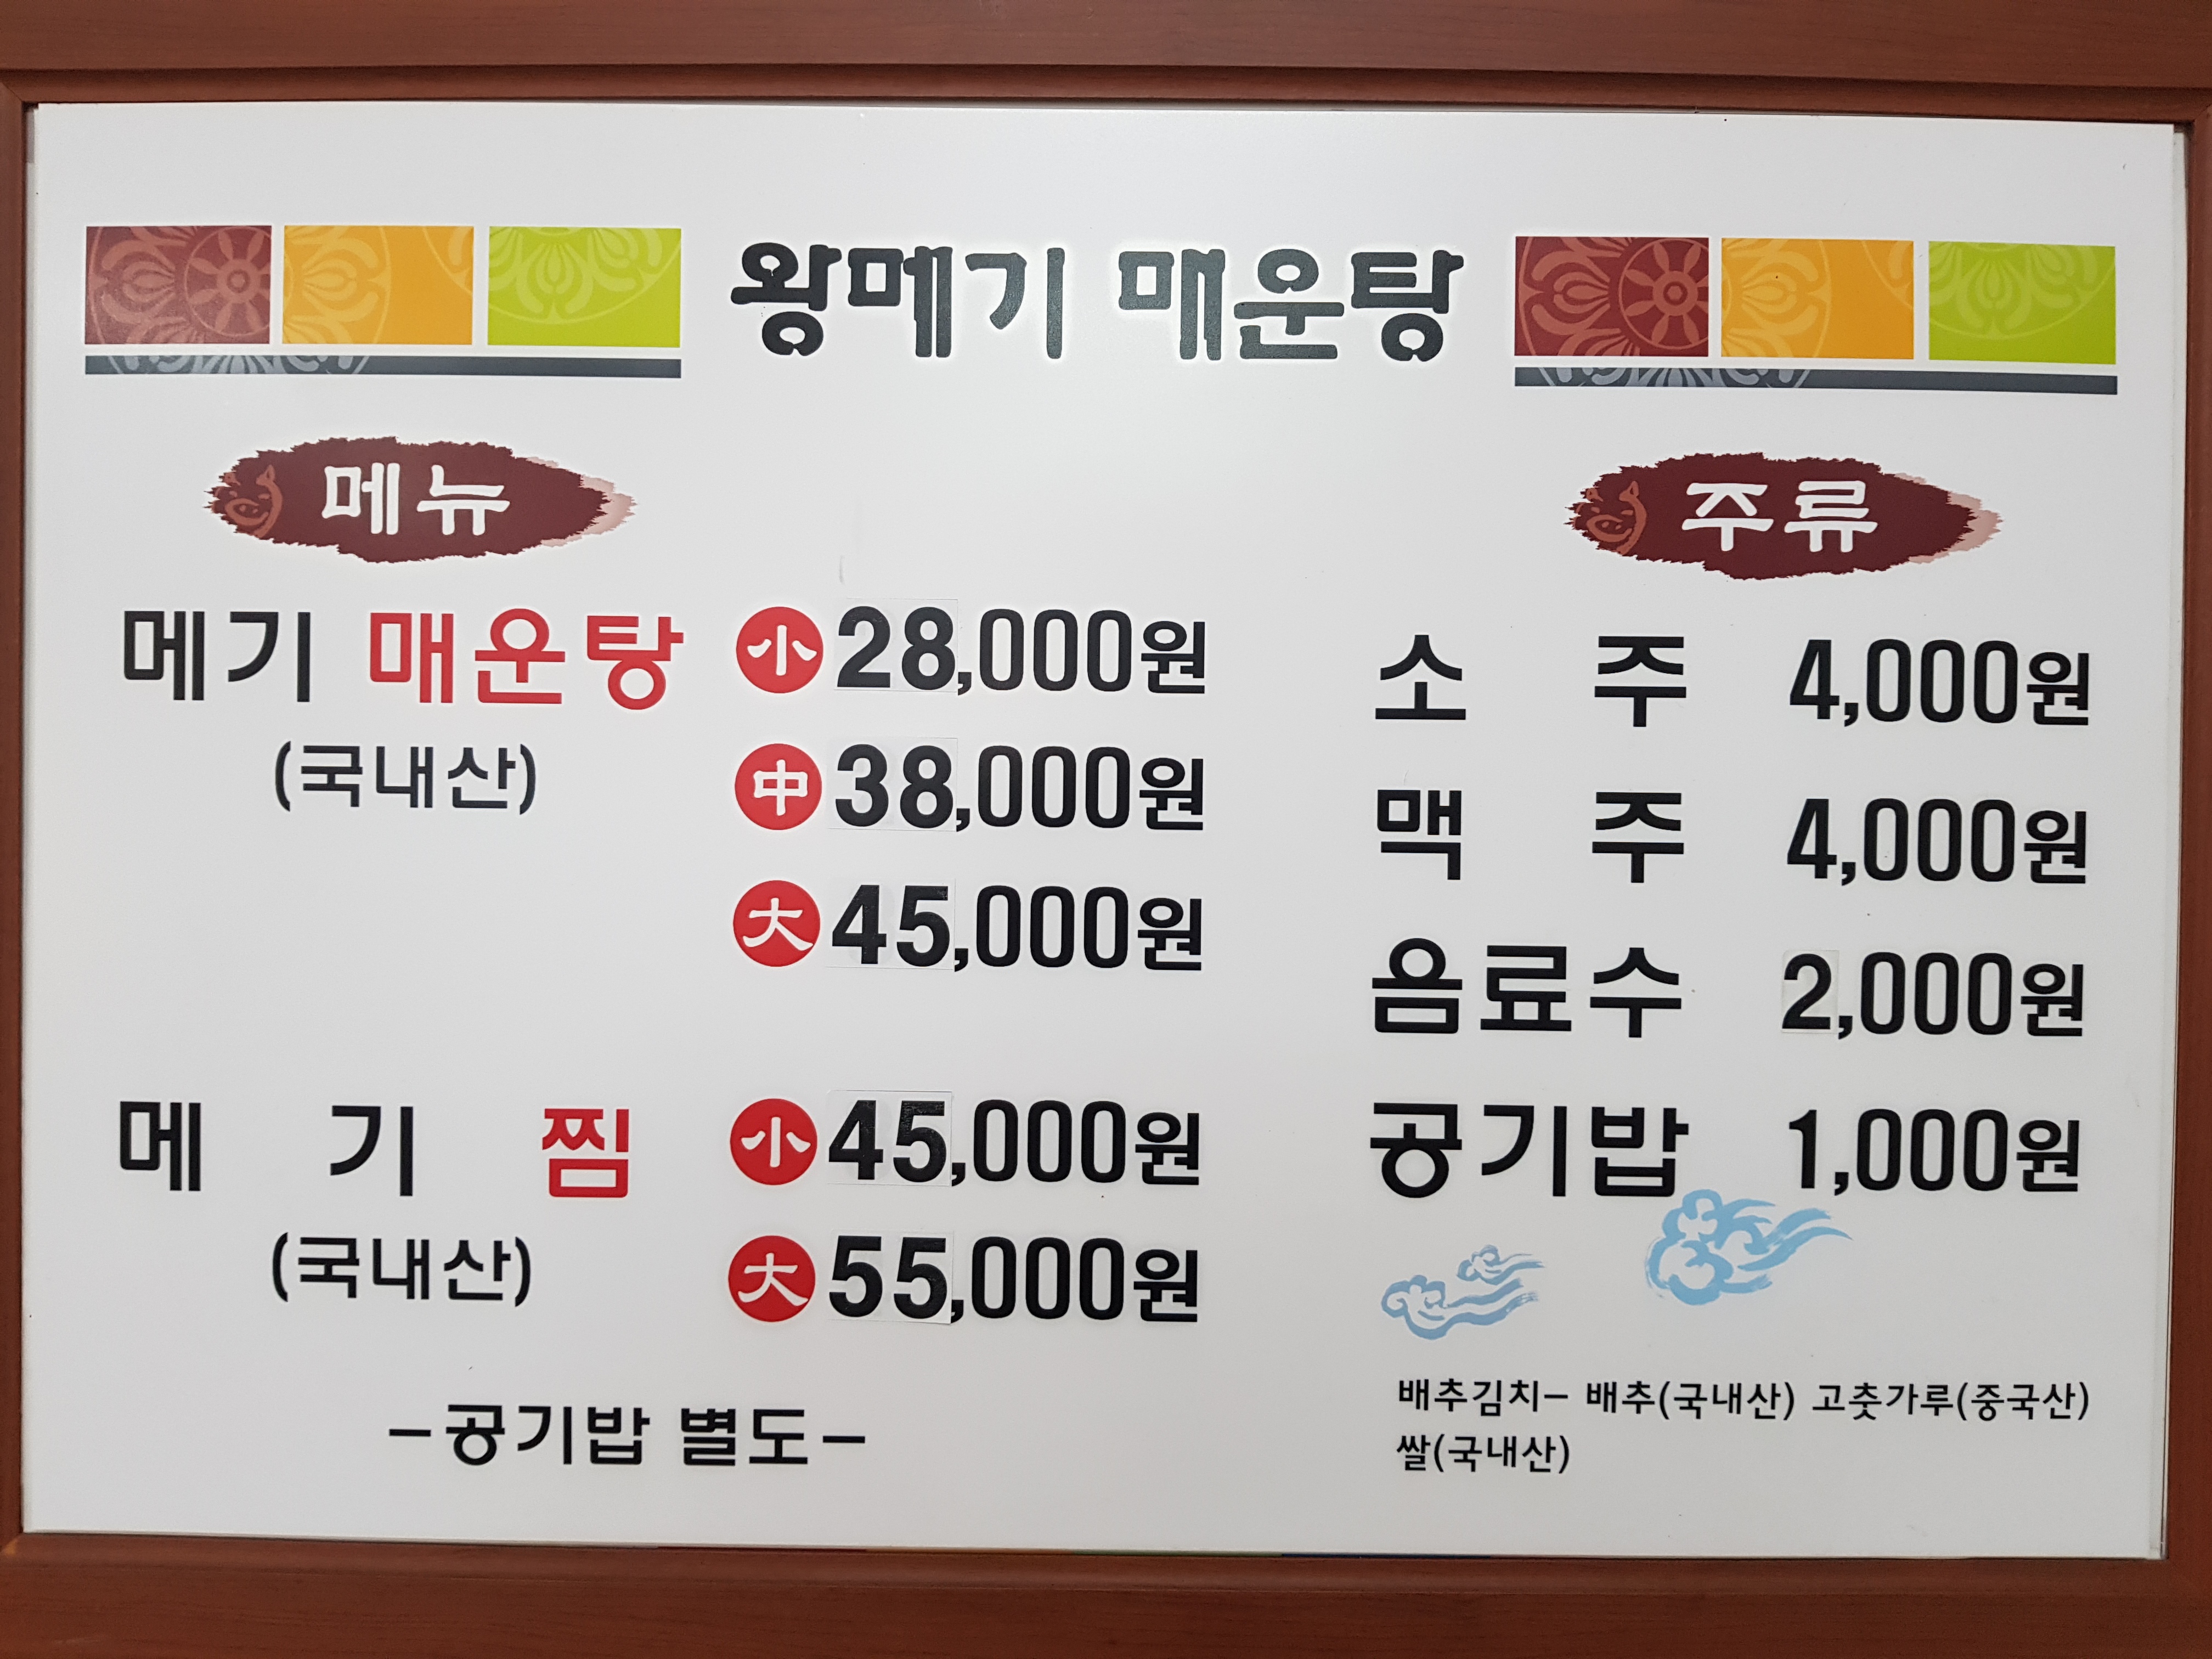 왕메기 매운탕
메뉴
메기 매운탕 小 28,000원
(국내산)
中 38,000원
大 45,000원
메 기 찜 小 45,000원
(국내산)
大 55,000원
-공기밥 별도-
주류
소 주 4,000원
맥 주 4,000원
음료수 2,000원
공기밥 1,000원
배추김치- 배추(국내산) 고춧가루(중국산)
쌀(국내산)